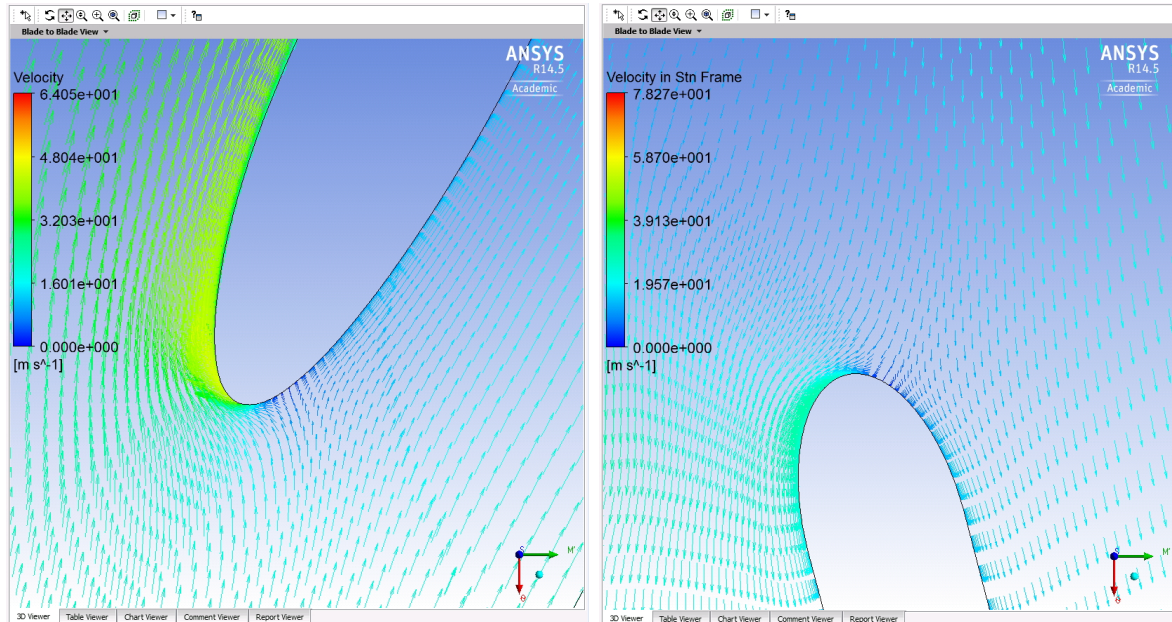 Blade to Blade View
ANSYS
R14.5
Academic
Velocity
6.405e+001
4.804e+001
3.203e+001
1.601e+001
0.000e+000
[m s^-1]
M'
S
θ
3D Viewer Table Viewer Chart Viewer Comment Viewer Report Viewer
Blade to Blade View
ANSYS
R14.5
Academic
Velocity in Stn Frame
7.827e+001
5.870e+001
3.913e+001
1.957e+001
0.000e+000
[m s^-1]
M'
S
θ
3D Viewer Table Viewer Chart Viewer Comment Viewer Report Viewer